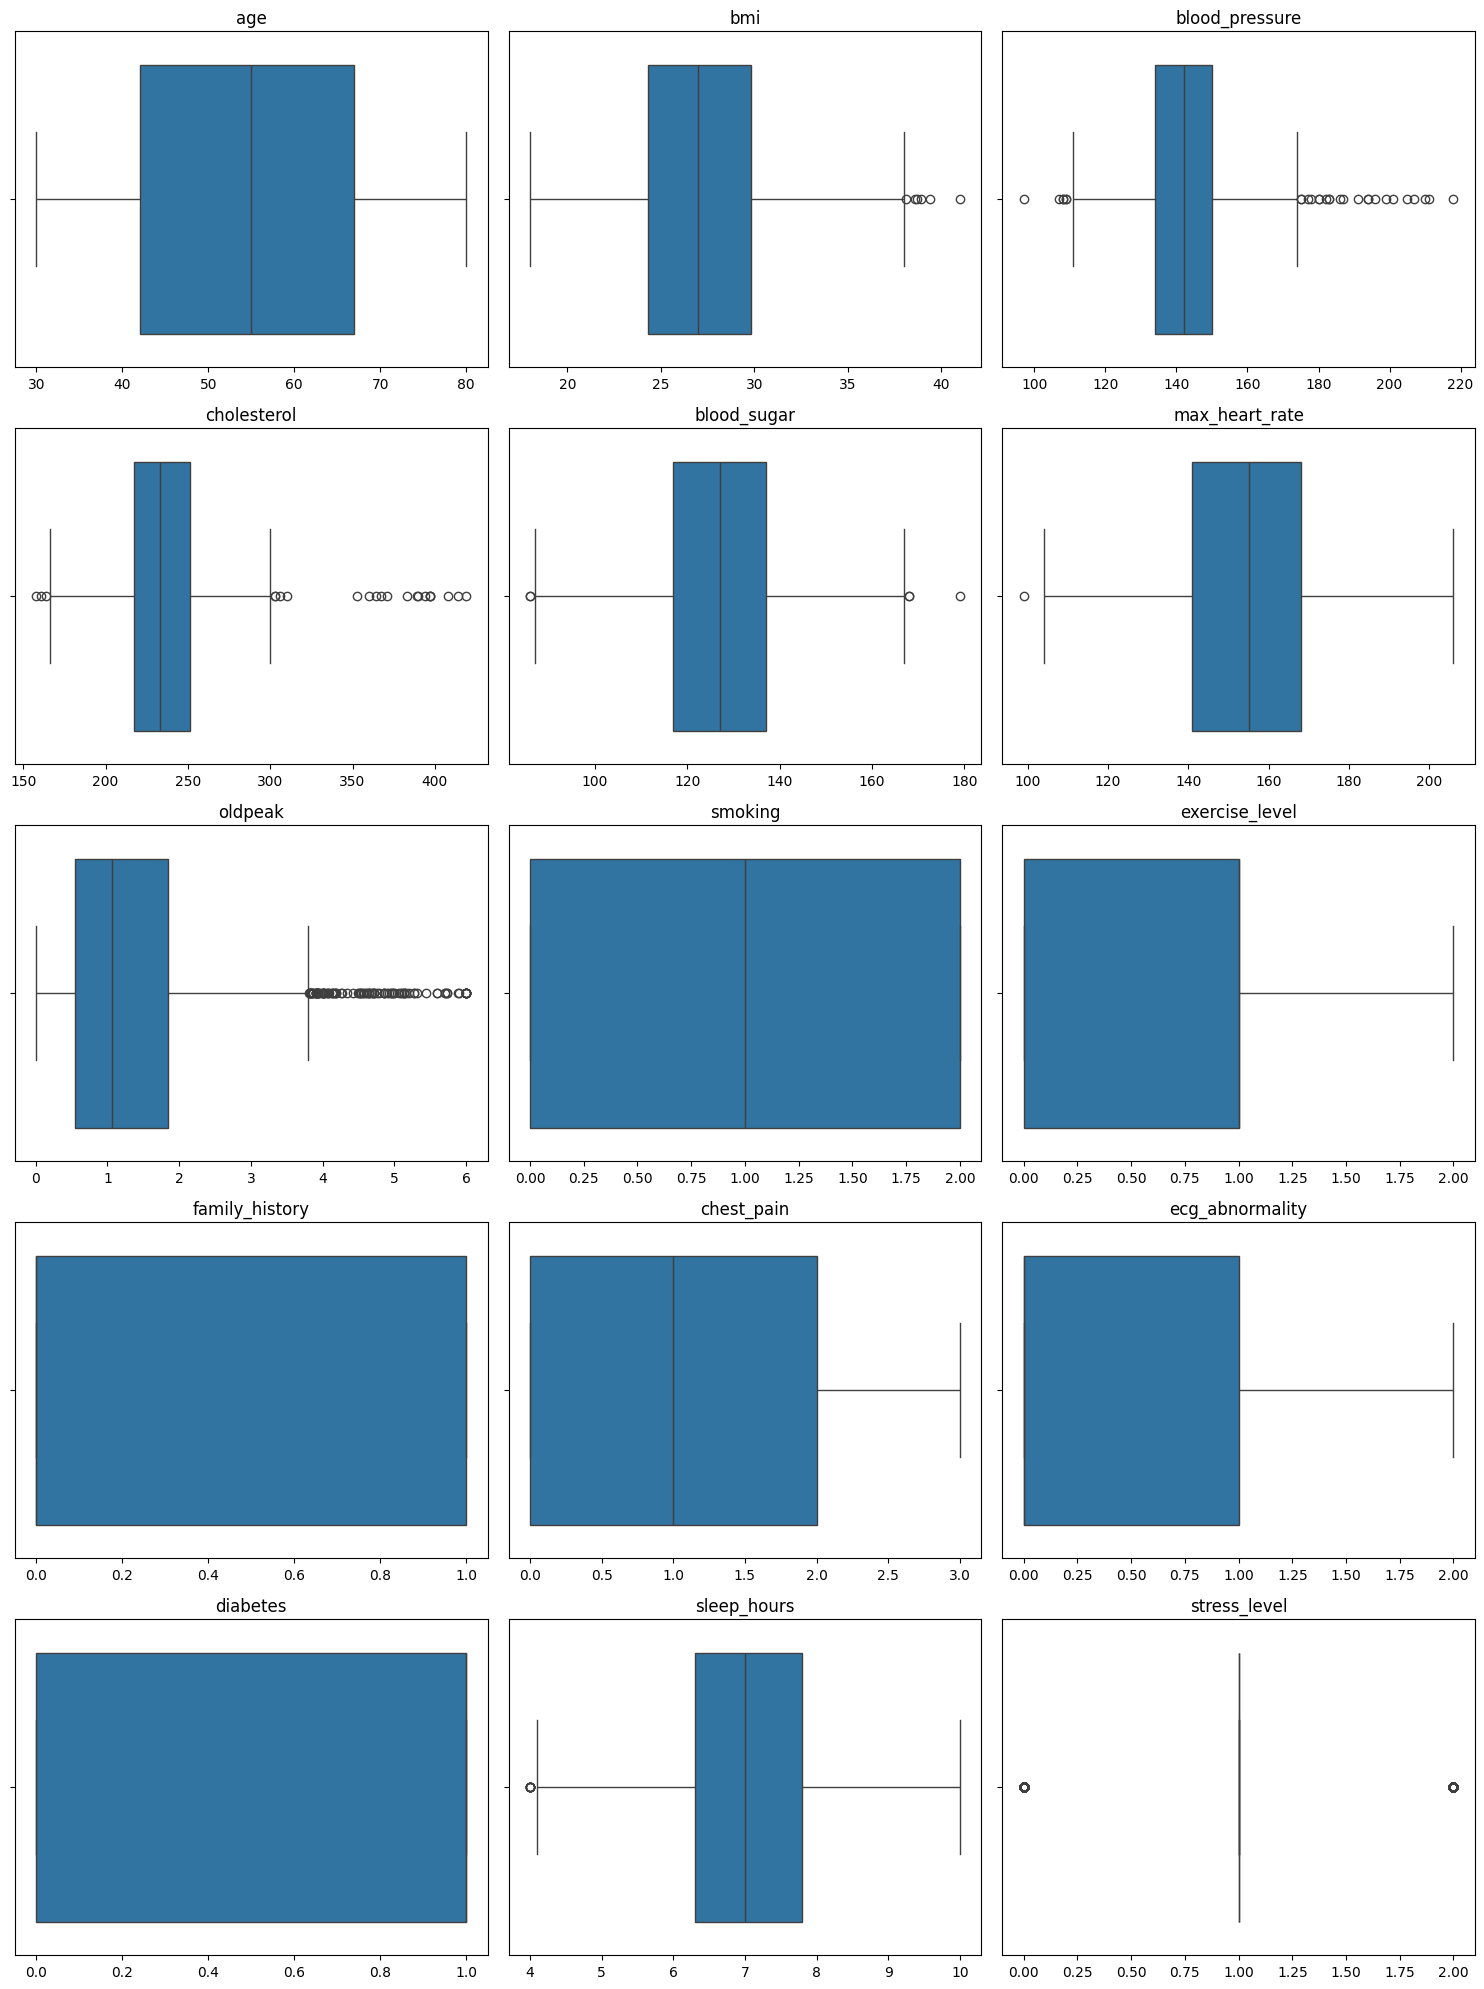 age bmi blood_pressure
30 40 50 60 70 80 20 25 30 35 40 100 120 140 160 180 200 220
cholesterol blood_sugar max_heart_rate
150 200 250 300 350 400 100 120 140 160 180 100 120 140 160 180 200
oldpeak smoking exercise_level
0 1 2 3 4 5 6 0.00 0.25 0.50 0.75 1.00 1.25 1.50 1.75 2.00 0.00 0.25 0.50 0.75 1.00 1.25 1.50 1.75 2.00
family_history chest_pain ecg_abnormality
0.0 0.2 0.4 0.6 0.8 1.0 0.0 0.5 1.0 1.5 2.0 2.5 3.0 0.00 0.25 0.50 0.75 1.00 1.25 1.50 1.75 2.00
diabetes sleep_hours stress_level
0.0 0.2 0.4 0.6 0.8 1.0 4 5 6 7 8 9 10 0.00 0.25 0.50 0.75 1.00 1.25 1.50 1.75 2.00